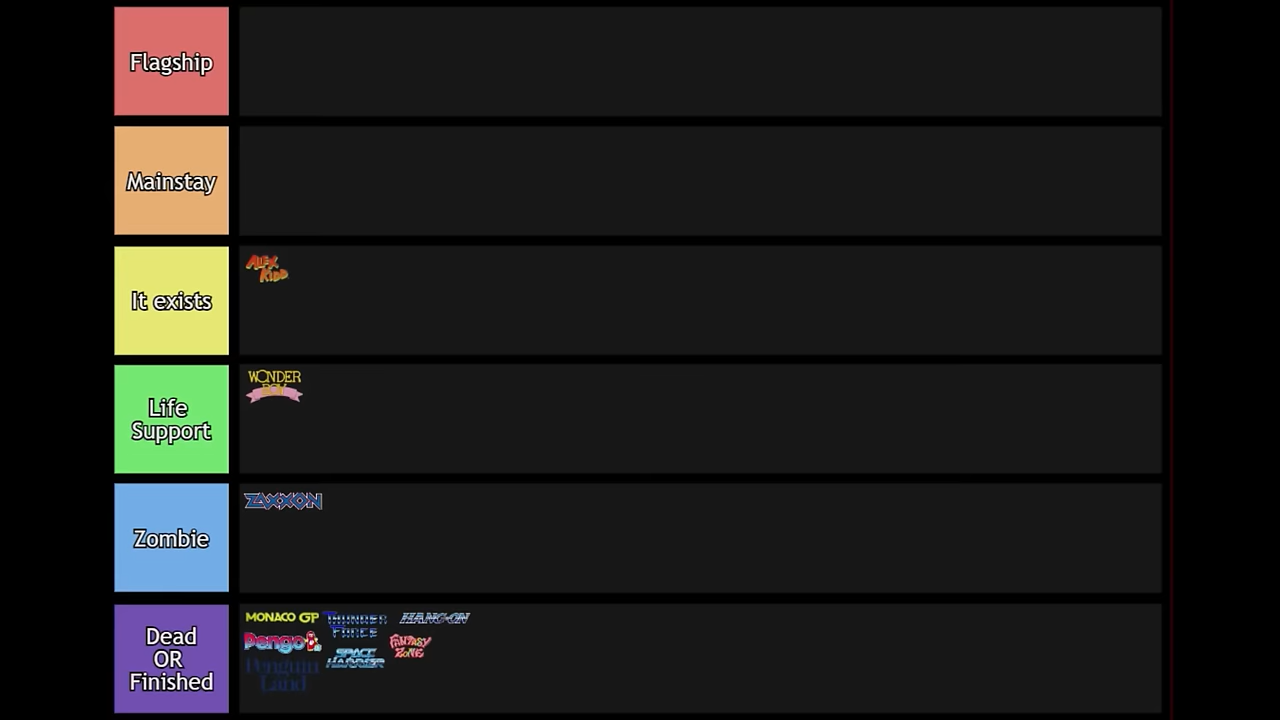 Flagship
Mainstay
It exists
ALEX
KIDD
Life
Support
WONDER
BOY
Zombie
ZAXXON
Dead
OR
Finished
MONACO GP
THUNDER
FORCE
HANG-ON
Pengo
SPACE
HARRIER
FANTASY
ZONE
Penguin
Land